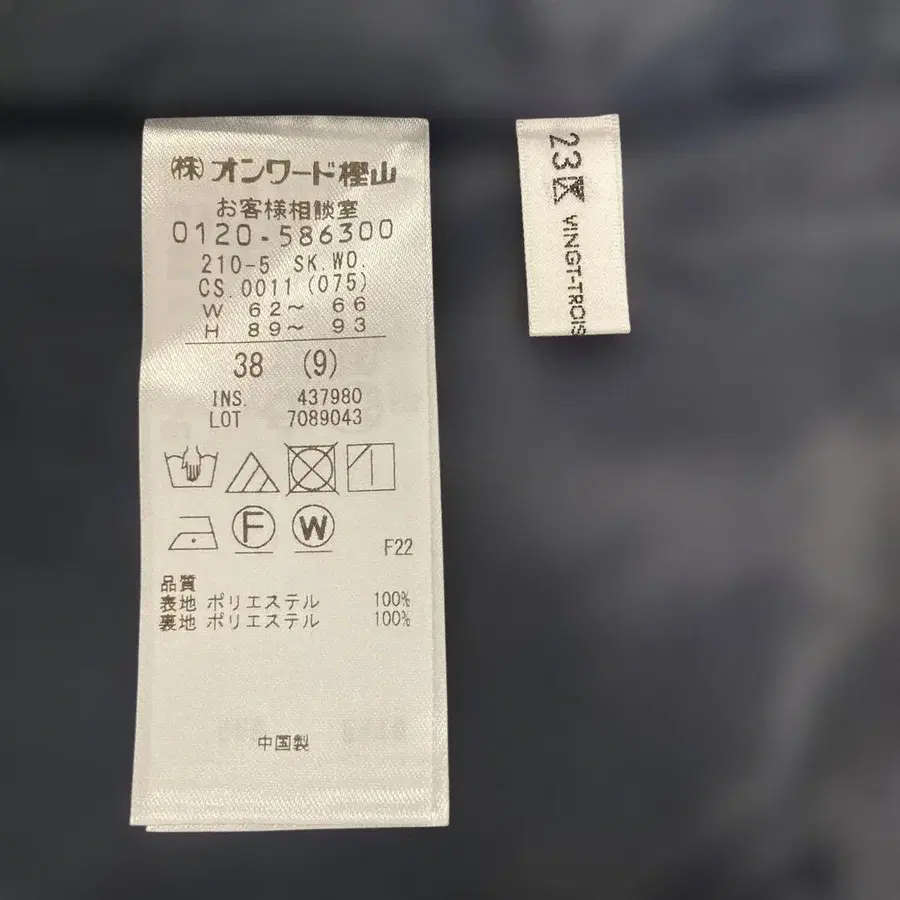 ㈱オンワード樫山
お客様相談室
0120-586300
210-5 SK.WO.
CS.0011(075)
W 62～ 66
H 89～ 93
38 (9)
INS. 437980
LOT 7089043
F
W
F22
品質
表地 ポリエステル 100%
裏地 ポリエステル 100%
中国製
23区 VINGT-TROIS